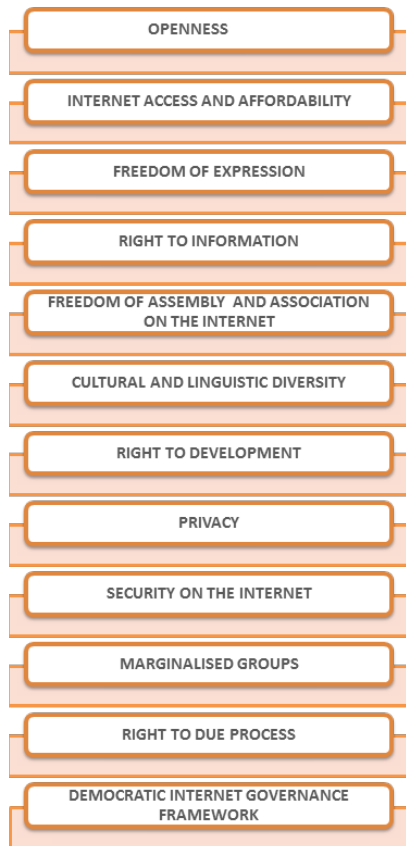 OPENNESS
INTERNET ACCESS AND AFFORDABILITY
FREEDOM OF EXPRESSION
RIGHT TO INFORMATION
FREEDOM OF ASSEMBLY AND ASSOCIATION
ON THE INTERNET
CULTURAL AND LINGUISTIC DIVERSITY
RIGHT TO DEVELOPMENT
PRIVACY
SECURITY ON THE INTERNET
MARGINALISED GROUPS
RIGHT TO DUE PROCESS
DEMOCRATIC INTERNET GOVERNANCE
FRAMEWORK